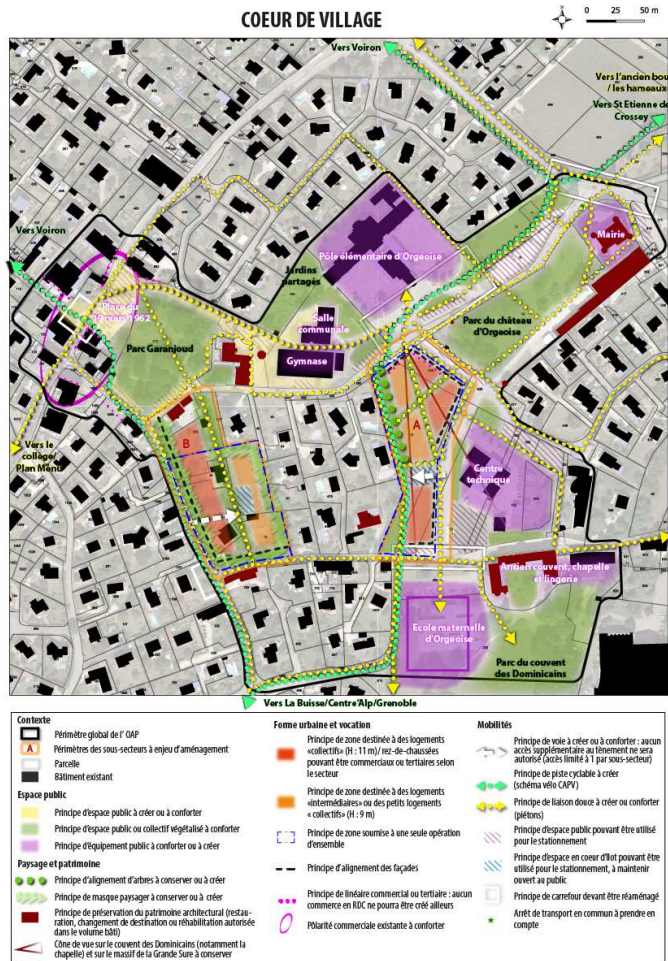 COEUR DE VILLAGE
0 25 50 m
Vers Voiron
Vers l'ancien bou
/ les hameaux
Vers St Etienne de
Crossey
Vers Voiron
Mairie
Pôle élémentaire d'Orgeoise
Jardins
partagés
Place du
19 mars 1962
Salle
communale
Parc du château
d'Orgeoise
Parc Garanjoud
Gymnase
A
B
Vers le
collège/
Plan Menu
Centre
technique
Ancien couvent, chapelle
et lingerie
Ecole maternelle
d'Orgeoise
Parc du couvent
des Dominicains
Vers La Buisse/Centre'Alp/Grenoble
Contexte
Périmètre global de l' OAP
A
Périmètres des sous-secteurs à enjeu d'aménagement
Parcelle
Bâtiment existant
Espace public
Principe d'espace public à créer ou à conforter
Principe d'espace public ou collectif végétalisé à conforter
Principe d'équipement public à conforter ou à créer
Paysage et patrimoine
Principe d'alignement d'arbres à conserver ou à créer
Principe de masque paysager à conserver ou à créer
Principe de préservation du patrimoine architectural (restau-
ration, changement de destination ou réhabilitation autorisée
dans le volume bâti)
Cône de vue sur le couvent des Dominicains (notamment la
chapelle) et sur le massif de la Grande Sure à conserver
Forme urbaine et vocation
Principe de zone destinée à des logements
«collectifs» (H : 11 m)/ rez-de-chaussées
pouvant être commerciaux ou tertiaires selon
le secteur
Principe de zone destinée à des logements
«intermédiaires» ou des petits logements
« collectifs» (H : 9 m)
Principe de zone soumise à une seule opération
d'ensemble
Principe d'alignement des façades
Principe de linéaire commercial ou tertiaire : aucun
commerce en RDC ne pourra être créé ailleurs
Pôlarité commerciale existante à conforter
Mobilités
Principe de voie à créer ou à conforter : aucun
accès supplémentaire au tènement ne sera
autorisé (accès limité à 1 par sous-secteur)
Principe de piste cyclable à créer
(schéma vélo CAPV)
Principe de liaison douce à créer ou conforter
(piétons)
Principe d'espace public pouvant être utilisé
pour le stationnement
Principe d'espace en coeur d'îlot pouvant être
utilisé pour le stationnement, à maintenir
ouvert au public
Principe de carrefour devant être réaménagé
Arrêt de transport en commun à prendre en
compte